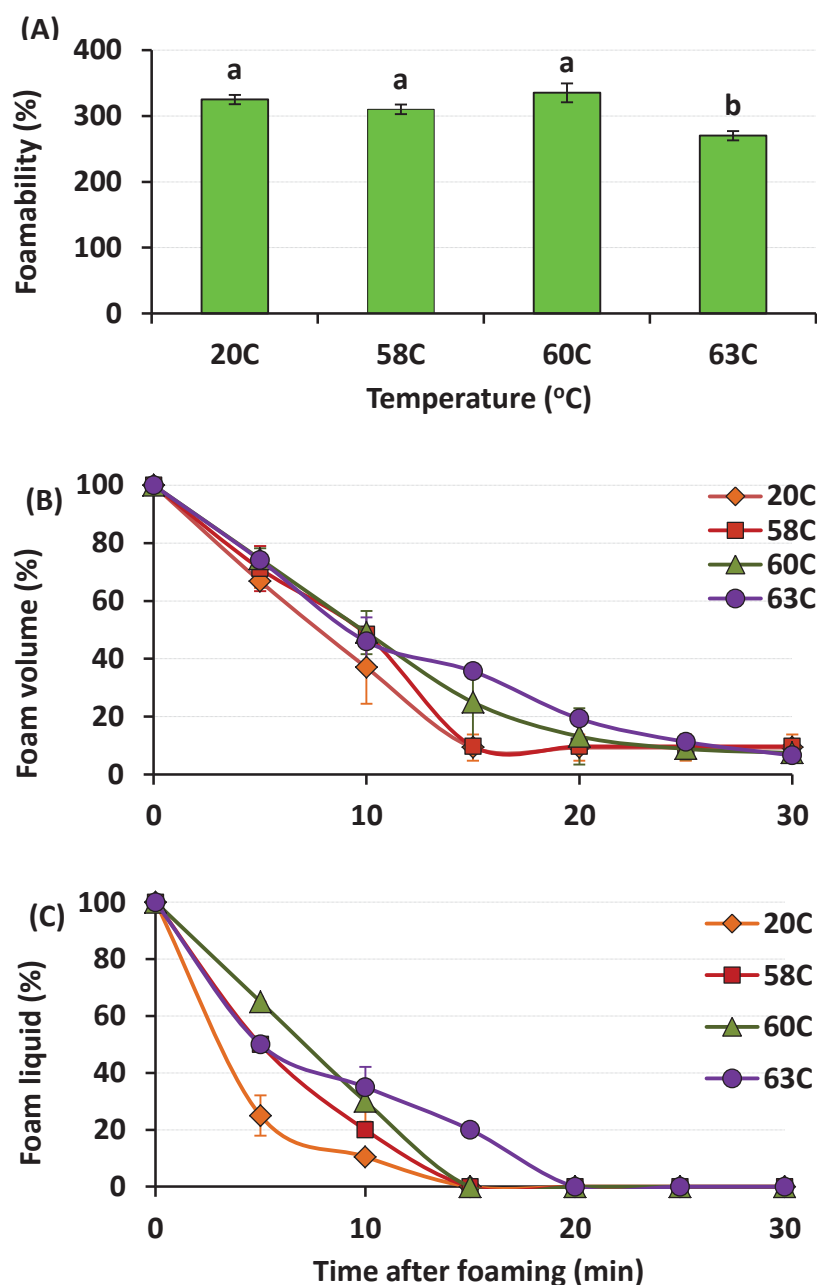 (A)
400
300
200
100
0
Foamability (%)
a
a
a
b
20C
58C
60C
63C
Temperature (oC)
(B)
100
80
60
40
20
0
Foam volume (%)
20C
58C
60C
63C
0
10
20
30
(C)
100
80
60
40
20
0
Foam liquid (%)
20C
58C
60C
63C
0
10
20
30
Time after foaming (min)